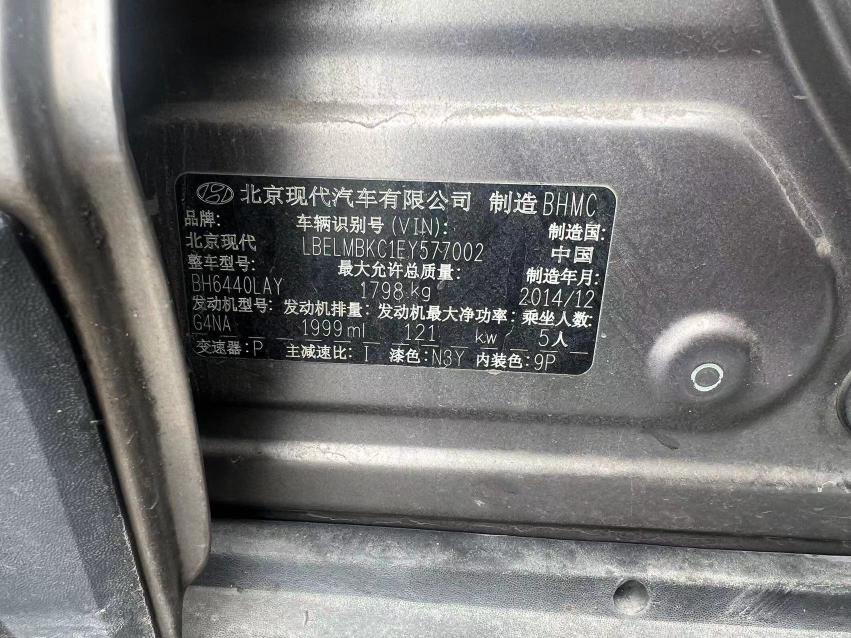 北京现代汽车有限公司 制造 BHMC
品牌: 车辆识别号 (VIN): 制造国:
北京现代 LBELMBKC1EY577002 中国
整车型号: 最大允许总质量: 制造年月:
BH6440LAY 1798 kg 2014/12
发动机型号: 发动机排量: 发动机最大净功率: 乘坐人数:
G4NA 1999 ml 121 kw 5 人
变速器: P 主减速比: I 漆色: N3Y 内装色: 9P